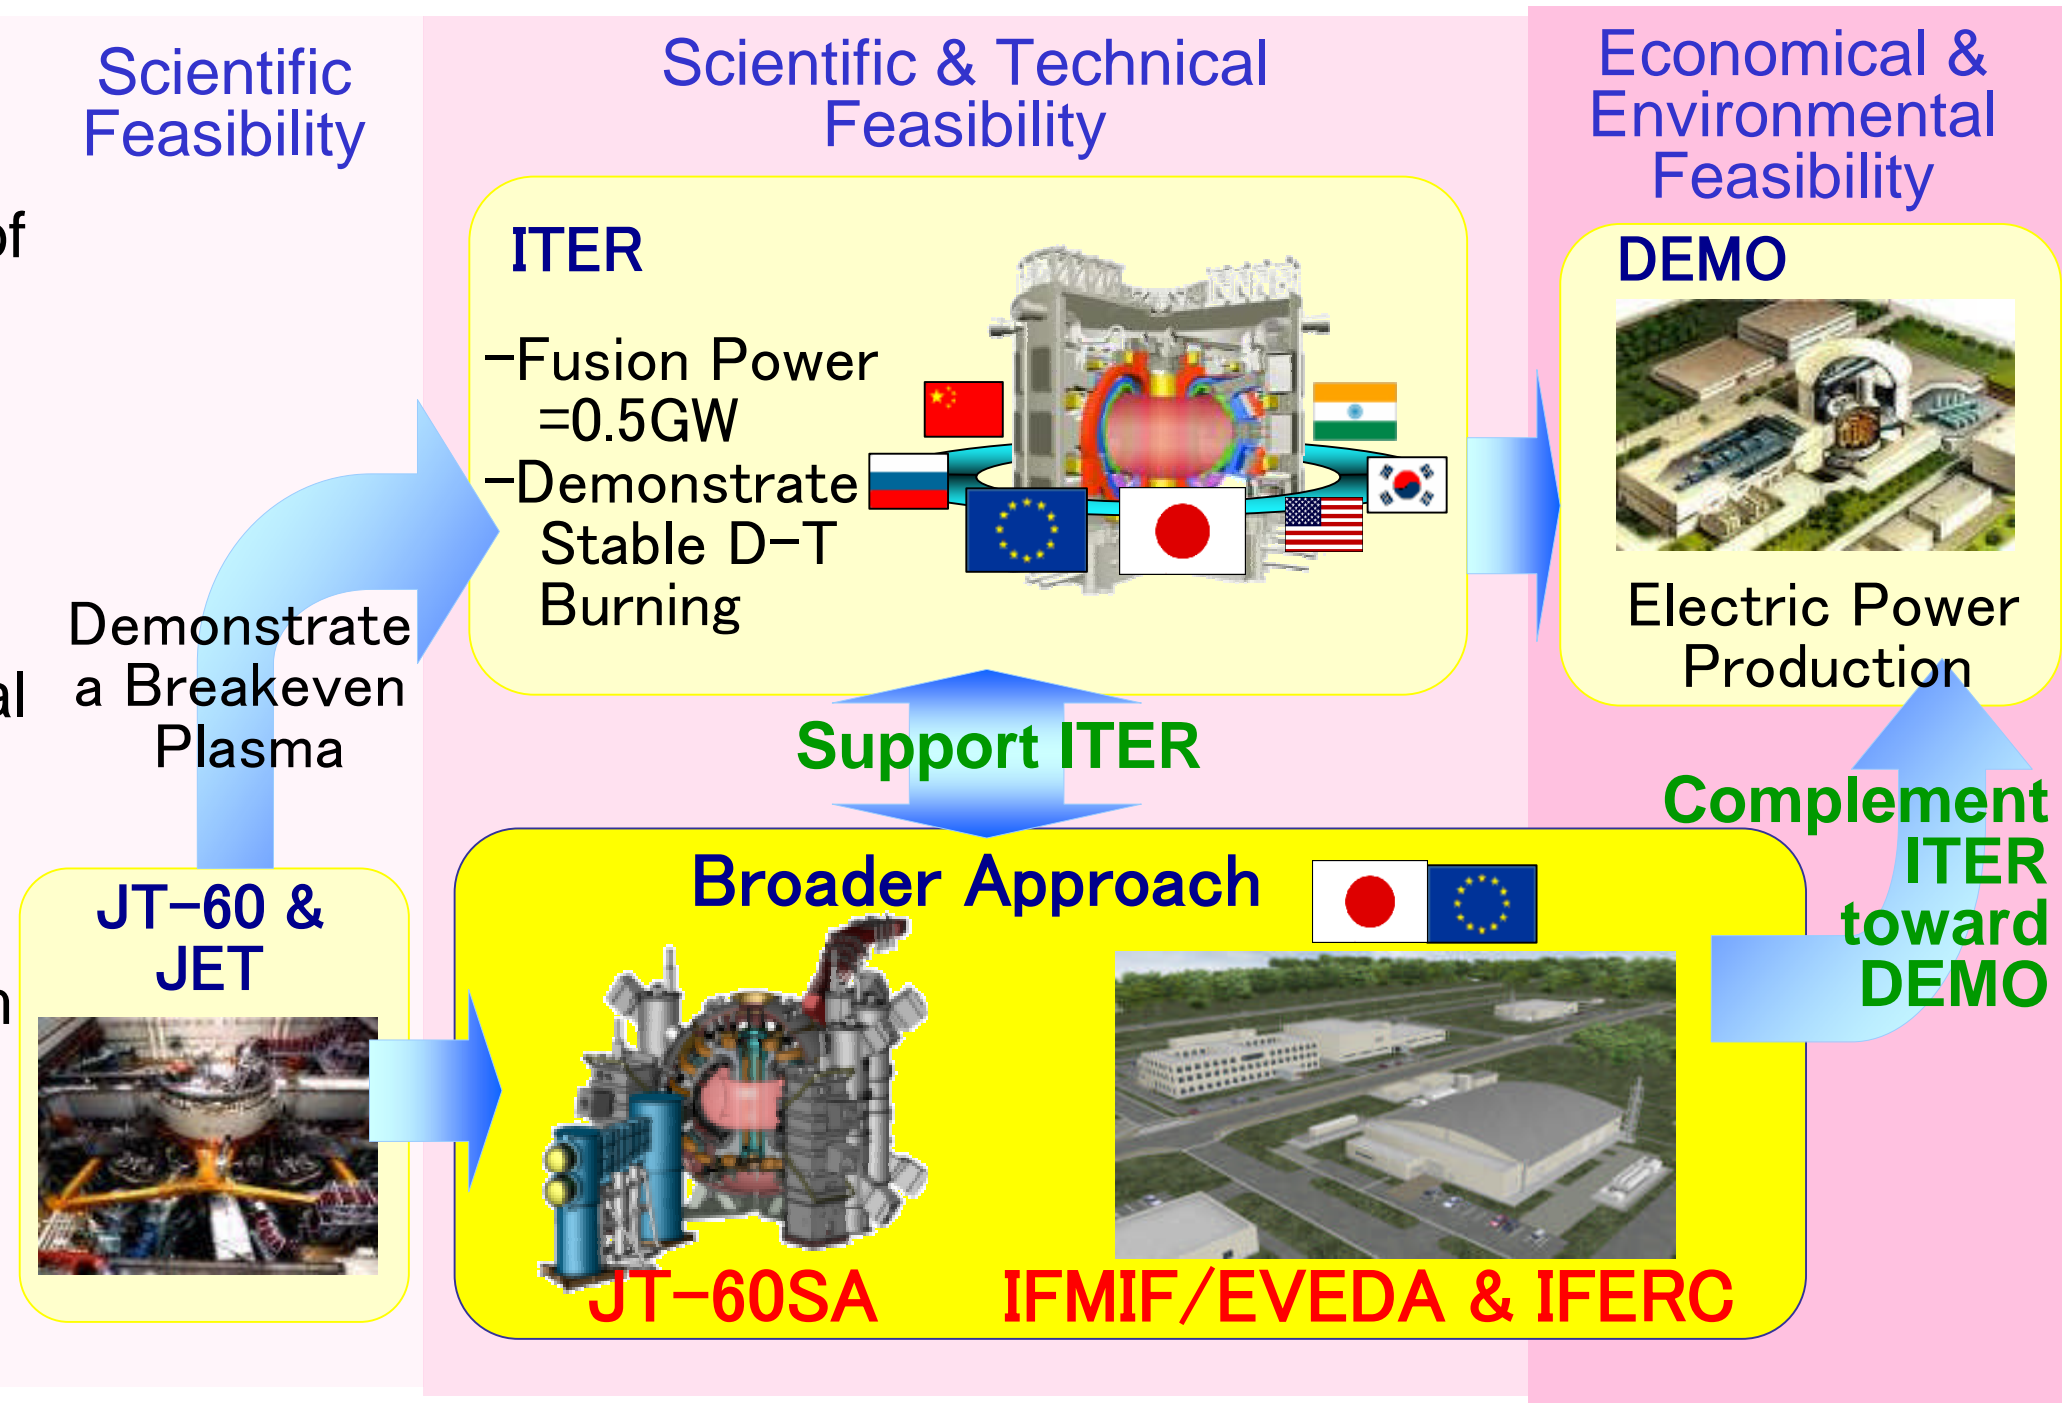 Scientific
Feasibility
Scientific & Technical
Feasibility
Economical &
Environmental
Feasibility
of
al
n
ITER
-Fusion Power
=0.5GW
-Demonstrate
Stable D-T
Burning
DEMO
Electric Power
Production
Demonstrate
a Breakeven
Plasma
Support ITER
Complement
ITER
toward
DEMO
JT-60 &
JET
Broader Approach
JT-60SA
IFMIF/EVEDA & IFERC